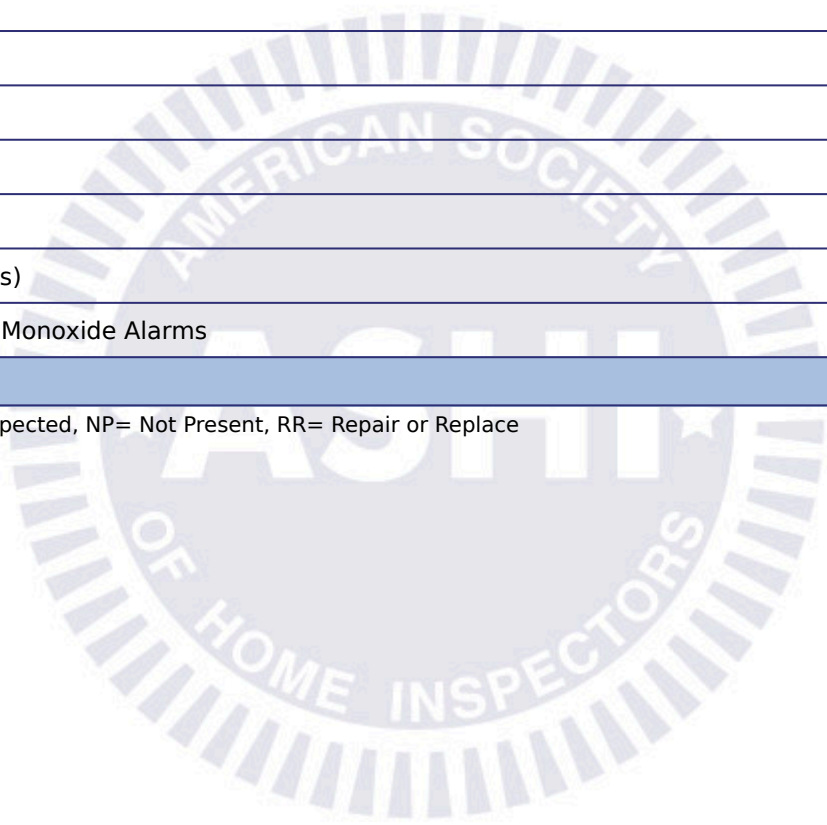 AMERICAN SOCIETY
s)
Monoxide Alarms
ASHI
pected, NP= Not Present, RR= Repair or Replace
OF HOME INSPECTORS